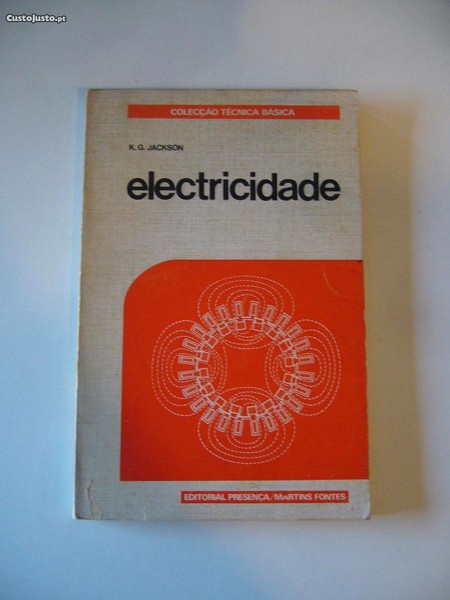 CustoJusto.pt
COLECÇÃO TÉCNICA BÁSICA
K. G. JACKSON
electricidade
EDITORIAL PRESENÇA/MARTINS FONTES